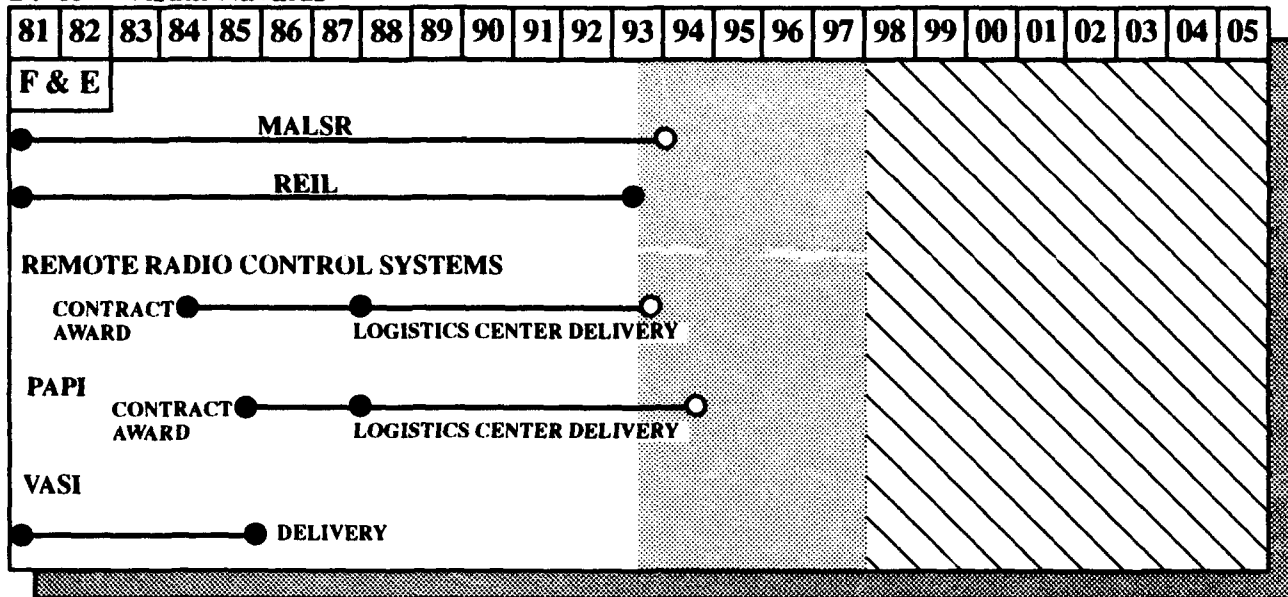 81 82 83 84 85 86 87 88 89 90 91 92 93 94 95 96 97 98 99 00 01 02 03 04 05
F & E
MALSR
REIL
REMOTE RADIO CONTROL SYSTEMS
CONTRACT
AWARD
LOGISTICS CENTER DELIVERY
PAPI
CONTRACT
AWARD
LOGISTICS CENTER DELIVERY
VASI
DELIVERY